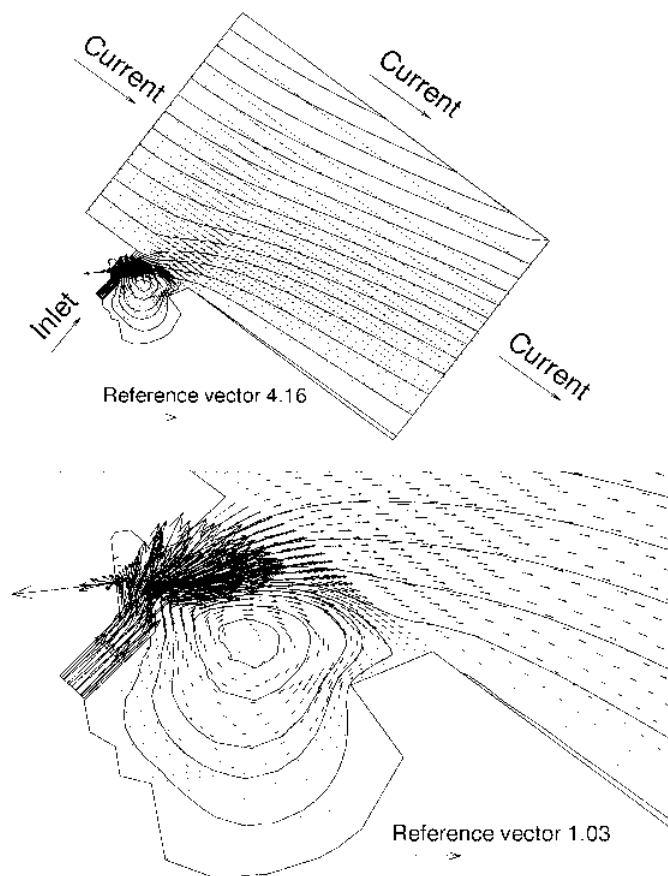 Current
Current
Inlet
Current
Reference vector 4.16
Reference vector 1.03